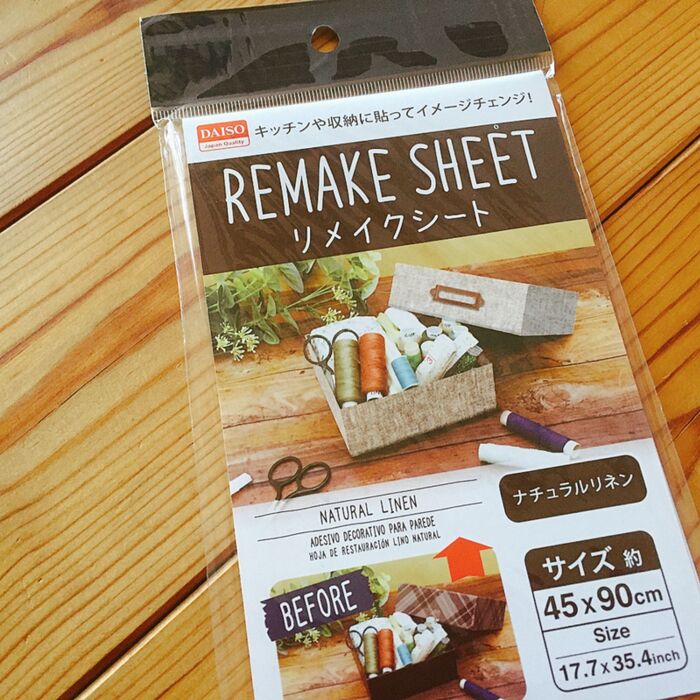 DAISO
Japan Quality
キッチンや収納に貼ってイメージチェンジ!
REMAKE SHEET
リメイクシート
ナチュラルリネン
NATURAL LINEN
ADESIVO DECORATIVO PARA PAREDE
HOJA DE RESTAURACIÓN LINO NATURAL
BEFORE
サイズ 約
45x90cm
Size
17.7x35.4inch